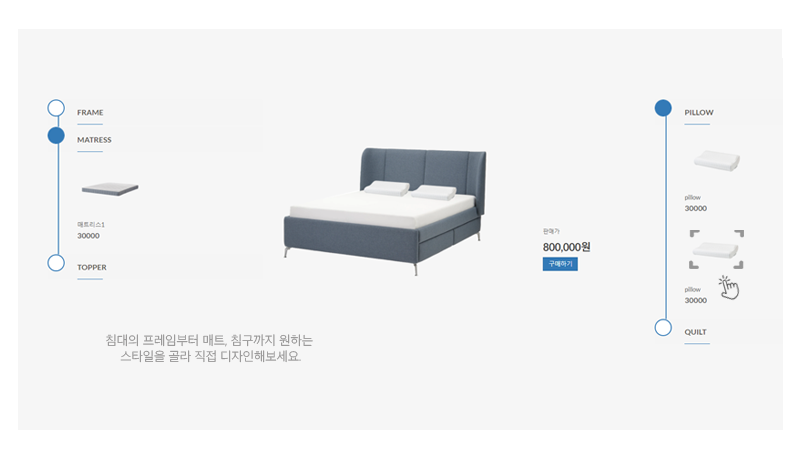 FRAME
MATRESS
매트리스1
30000
TOPPER
침대의 프레임부터 매트, 침구까지 원하는
스타일을 골라 직접 디자인해보세요.
판매가
800,000원
구매하기
PILLOW
pillow
30000
pillow
30000
QUILT